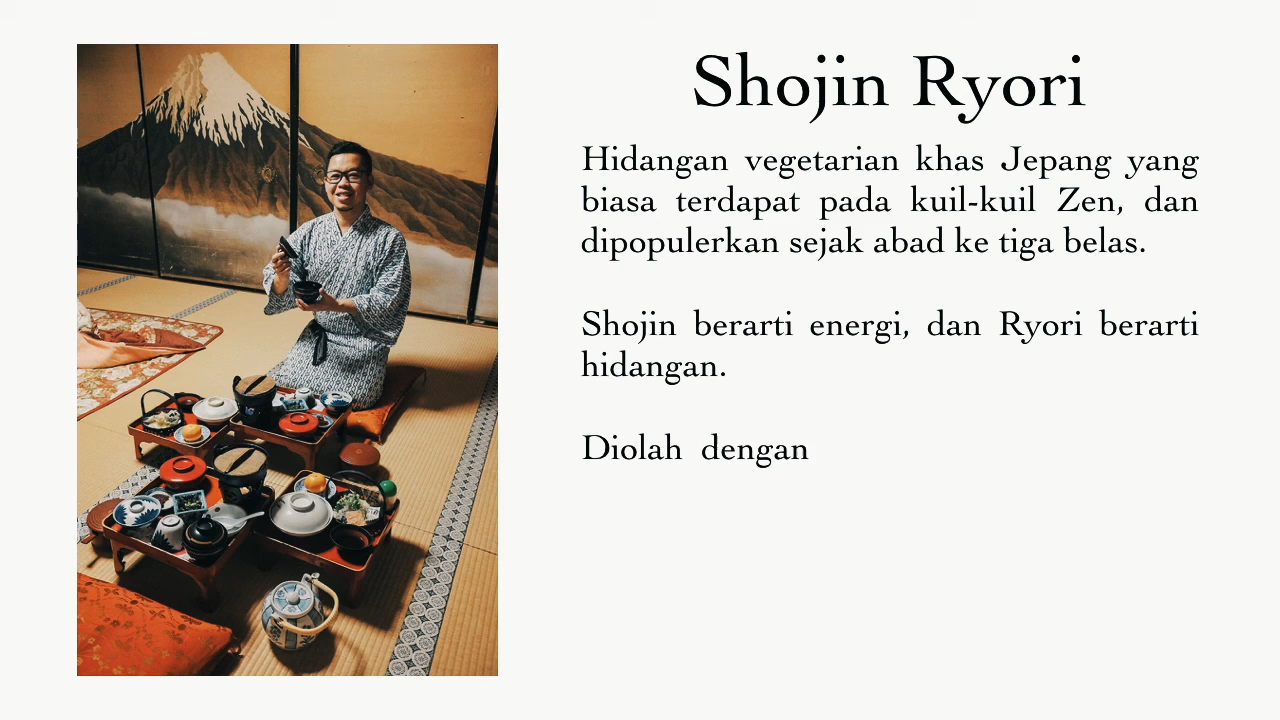 Shojin Ryori
Hidangan vegetarian khas Jepang yang
biasa terdapat pada kuil-kuil Zen, dan
dipopulerkan sejak abad ke tiga belas.
Shojin berarti energi, dan Ryori berarti
hidangan.
Diolah dengan